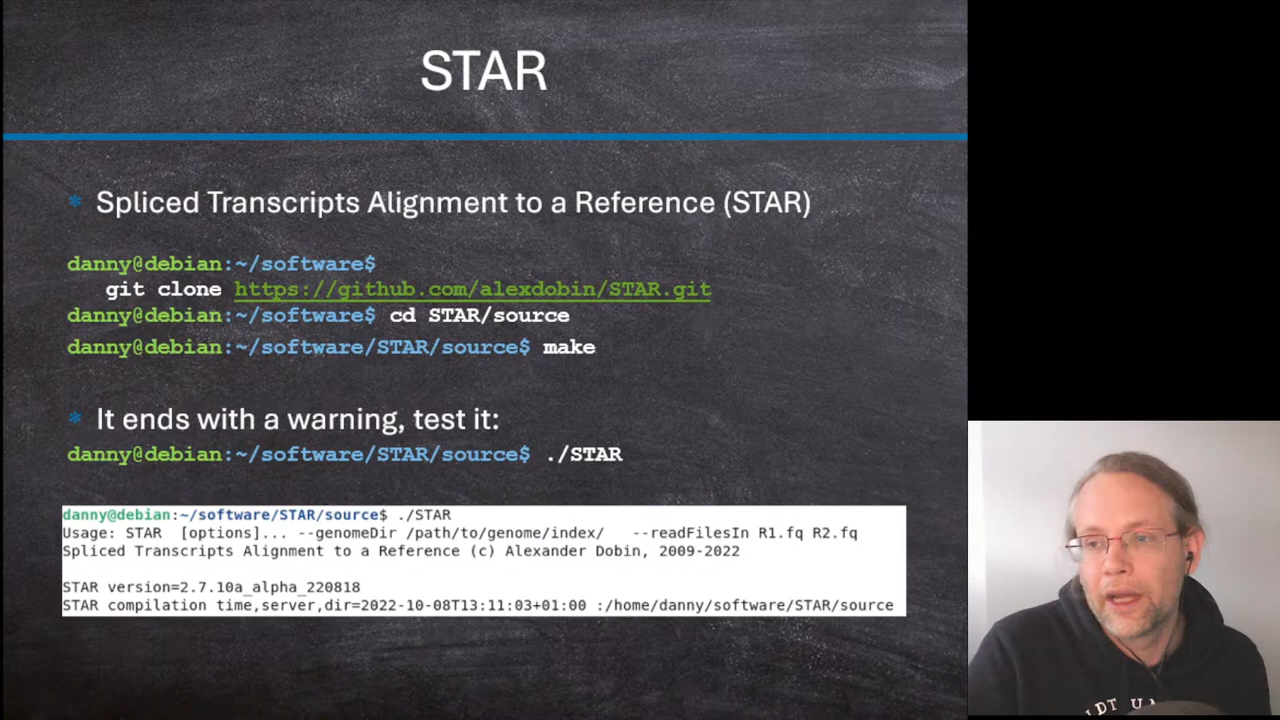 STAR
* Spliced Transcripts Alignment to a Reference (STAR)
danny@debian:~/software$
git clone https://github.com/alexdobin/STAR.git
danny@debian:~/software$ cd STAR/source
danny@debian:~/software/STAR/source$ make
* It ends with a warning, test it:
danny@debian:~/software/STAR/source$ ./STAR
danny@debian:~/software/STAR/source$ ./STAR
Usage: STAR [options]... --genomeDir /path/to/genome/index/ --readFilesIn R1.fq R2.fq
Spliced Transcripts Alignment to a Reference (c) Alexander Dobin, 2009-2022
STAR version=2.7.10a_alpha_220818
STAR compilation time,server,dir=2022-10-08T13:11:03+01:00 :/home/danny/software/STAR/source